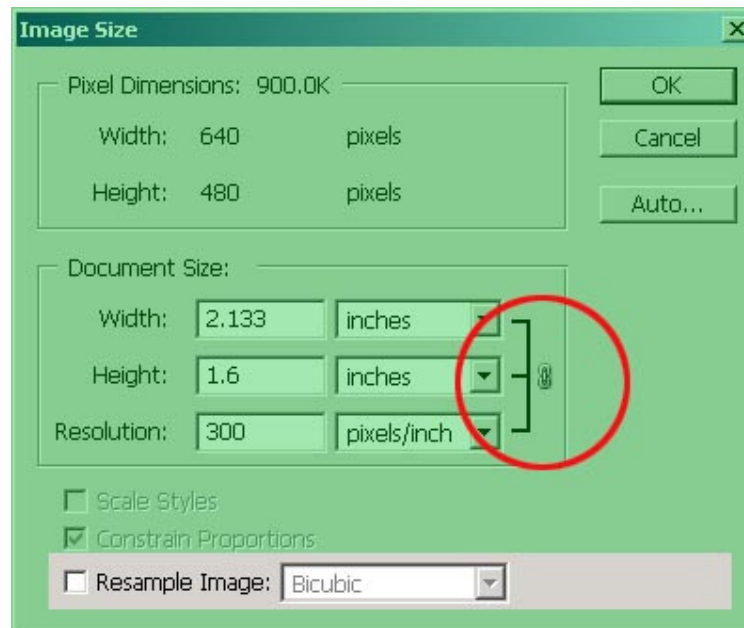 Image Size
Pixel Dimensions: 900.0K
OK
Width: 640 pixels
Cancel
Height: 480 pixels
Auto...
Document Size:
Width: 2.133 inches
Height: 1.6 inches
Resolution: 300 pixels/inch
Scale Styles
Constrain Proportions
Resample Image: Bicubic